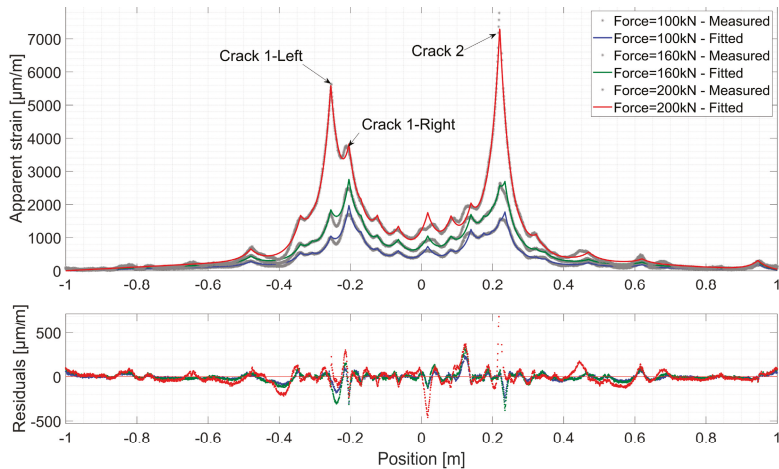 Apparent strain [μm/m]
7000
6000
5000
4000
3000
2000
1000
0
Crack 1-Left
Crack 1-Right
Crack 2
Force=100kN - Measured
Force=100kN - Fitted
Force=160kN - Measured
Force=160kN - Fitted
Force=200kN - Measured
Force=200kN - Fitted
-1 -0.8 -0.6 -0.4 -0.2 0 0.2 0.4 0.6 0.8 1
Residuals [μm/m]
500
0
-500
-1 -0.8 -0.6 -0.4 -0.2 0 0.2 0.4 0.6 0.8 1
Position [m]